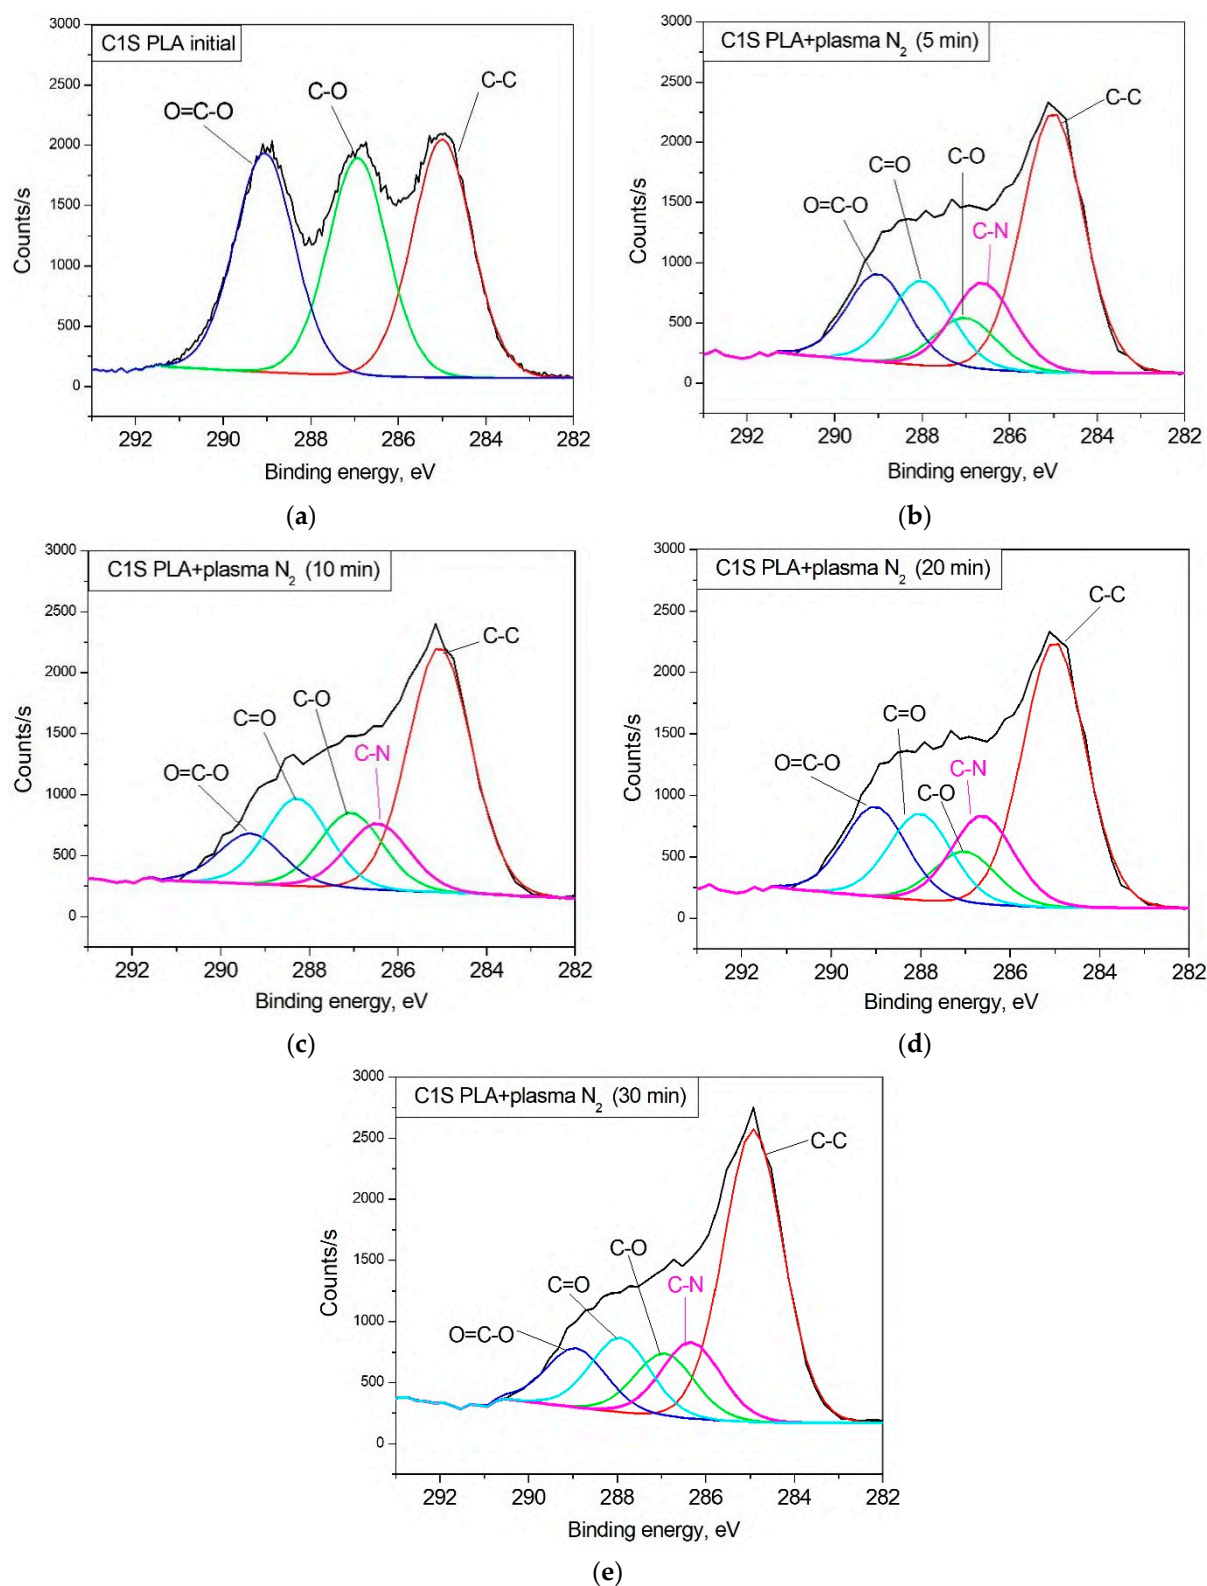 C1S PLA initial
O=C-O
C-O
C-C
3000
2500
2000
1500
1000
500
0
Counts/s
292 290 288 286 284 282
Binding energy, eV
(a)
C1S PLA+plasma N2 (5 min)
C-C
C-O
C=O
O=C-O
C-N
3000
2500
2000
1500
1000
500
0
Counts/s
292 290 288 286 284 282
Binding energy, eV
(b)
C1S PLA+plasma N2 (10 min)
C-C
C-O
C=O
C-N
O=C-O
3000
2500
2000
1500
1000
500
0
Counts/s
292 290 288 286 284 282
Binding energy, eV
(c)
C1S PLA+plasma N2 (20 min)
C-C
C=O
O=C-O
C-N
C-O
3000
2500
2000
1500
1000
500
0
Counts/s
292 290 288 286 284 282
Binding energy, eV
(d)
C1S PLA+plasma N2 (30 min)
C-C
C-O
C=O
C-N
O=C-O
3000
2500
2000
1500
1000
500
0
Counts/s
292 290 288 286 284 282
Binding energy, eV
(e)